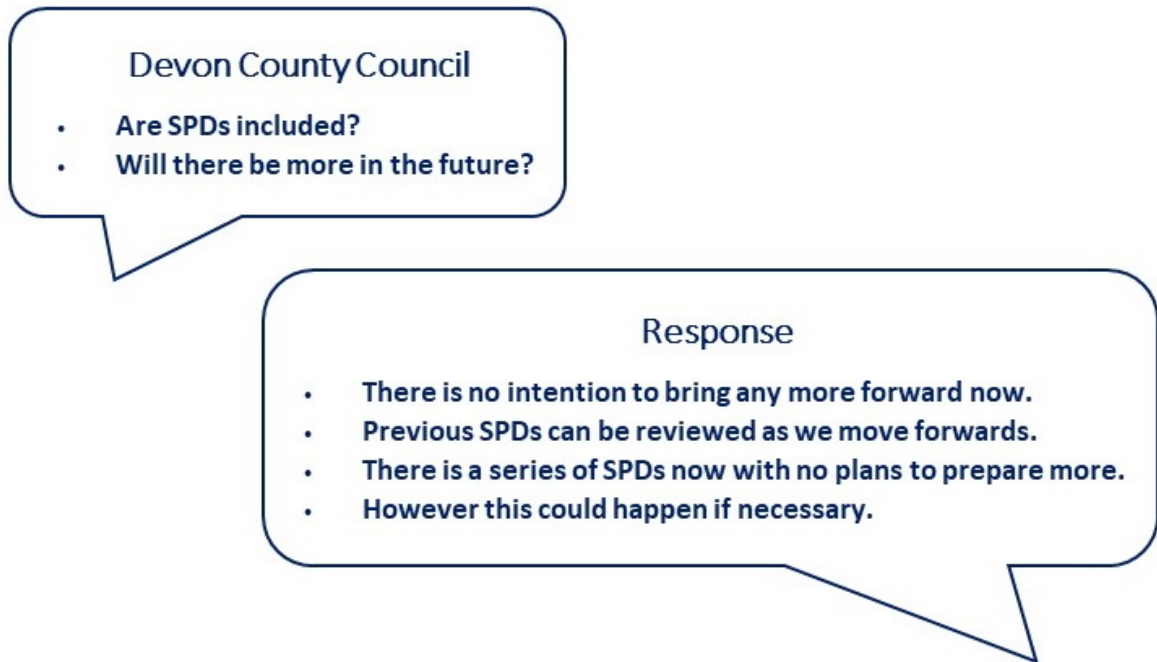 Devon County Council
• Are SPDs included?
• Will there be more in the future?
Response
• There is no intention to bring any more forward now.
• Previous SPDs can be reviewed as we move forwards.
• There is a series of SPDs now with no plans to prepare more.
• However this could happen if necessary.